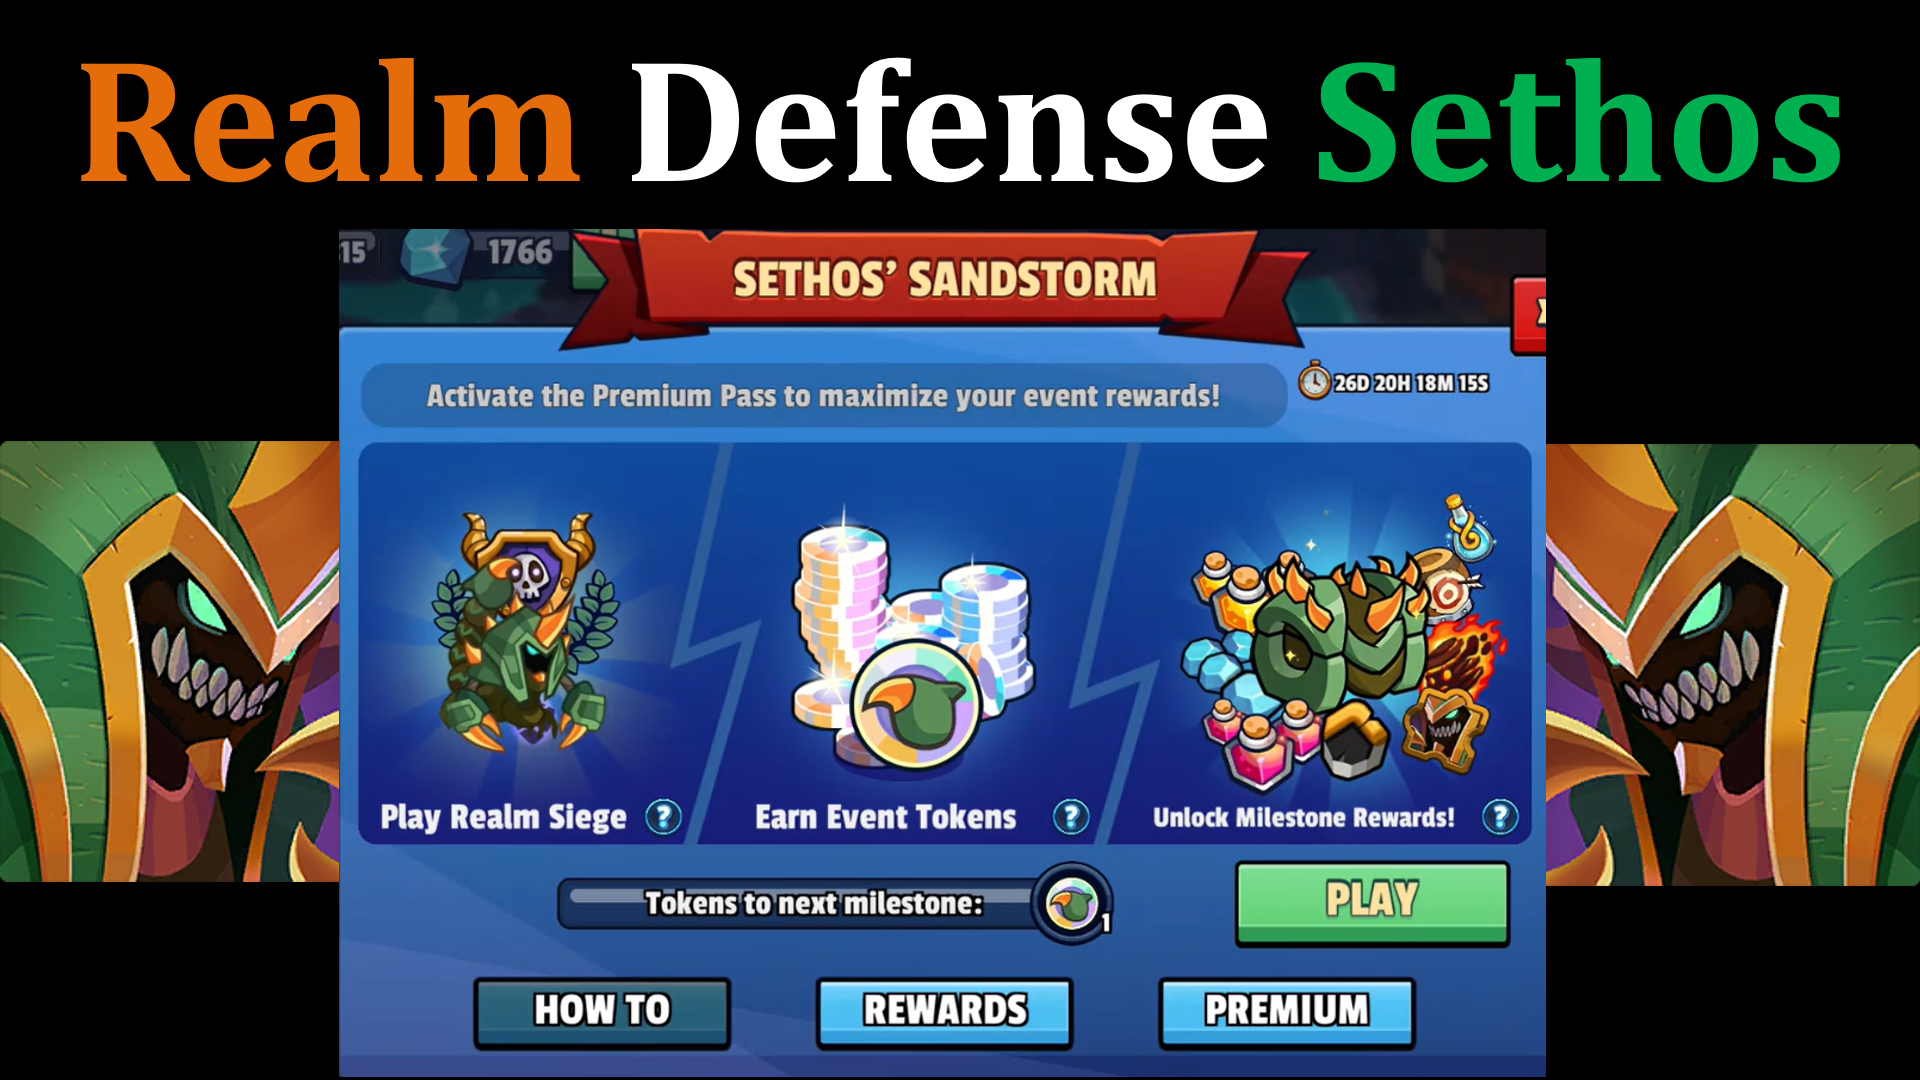 Realm Defense Sethos
15 1766
SETHOS' SANDSTORM
Activate the Premium Pass to maximize your event rewards!
26D 20H 18M 15S
Play Realm Siege ?
Earn Event Tokens ?
Unlock Milestone Rewards! ?
Tokens to next milestone: 1
PLAY
HOW TO
REWARDS
PREMIUM